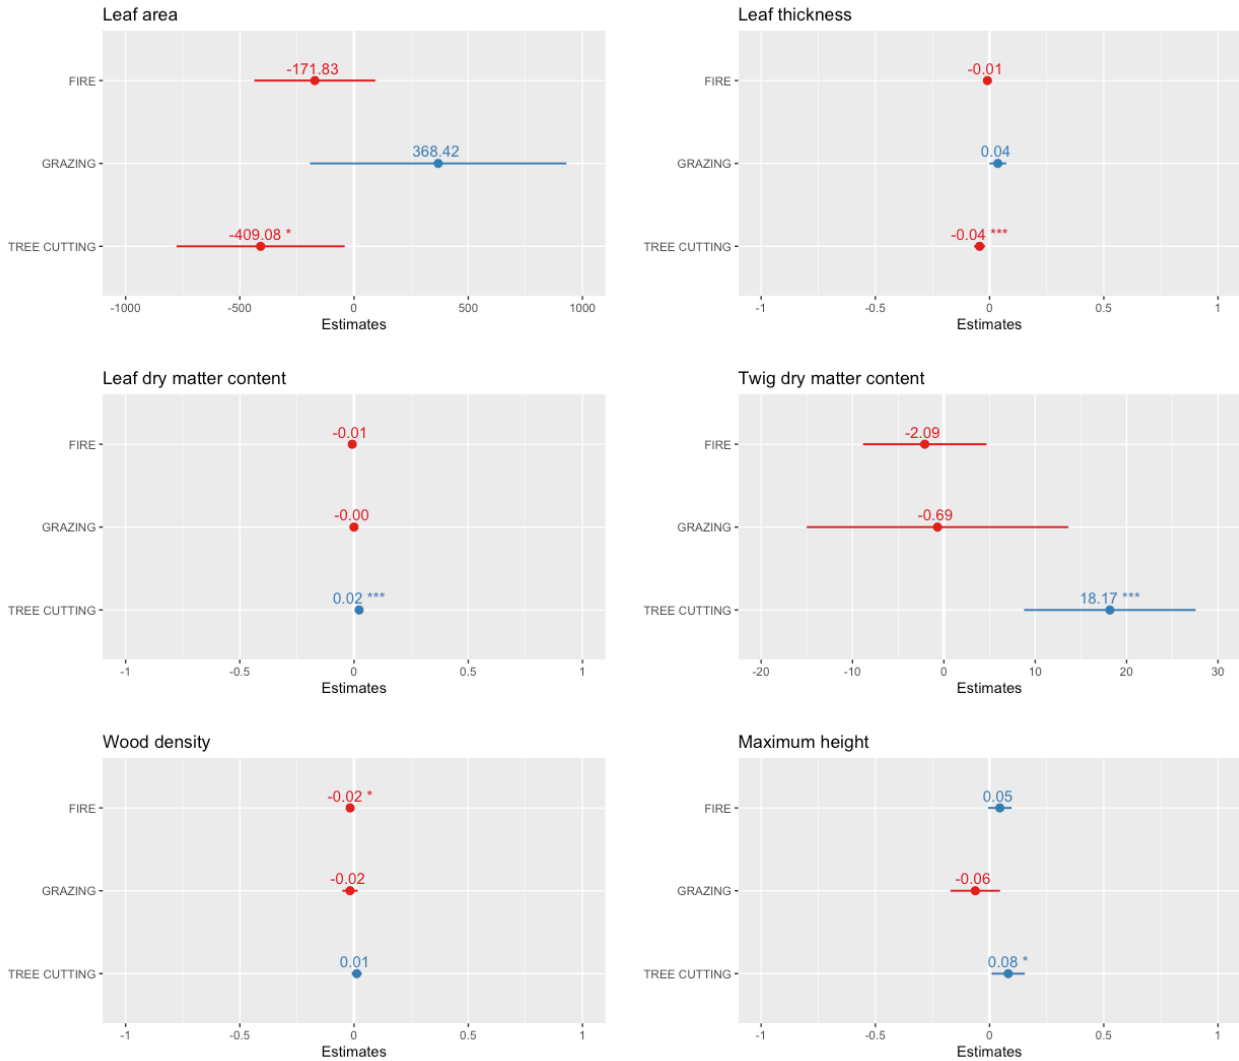 Leaf area
-171.83
FIRE
368.42
GRAZING
-409.08 *
TREE CUTTING
-1000 -500 0 500 1000
Estimates
Leaf thickness
-0.01
FIRE
0.04
GRAZING
-0.04 ***
TREE CUTTING
-1 -0.5 0 0.5 1
Estimates
Leaf dry matter content
-0.01
FIRE
-0.00
GRAZING
0.02 ***
TREE CUTTING
-1 -0.5 0 0.5 1
Estimates
Twig dry matter content
-2.09
FIRE
-0.69
GRAZING
18.17 ***
TREE CUTTING
-20 -10 0 10 20 30
Estimates
Wood density
-0.02 *
FIRE
-0.02
GRAZING
0.01
TREE CUTTING
-1 -0.5 0 0.5 1
Estimates
Maximum height
0.05
FIRE
-0.06
GRAZING
0.08 *
TREE CUTTING
-1 -0.5 0 0.5 1
Estimates